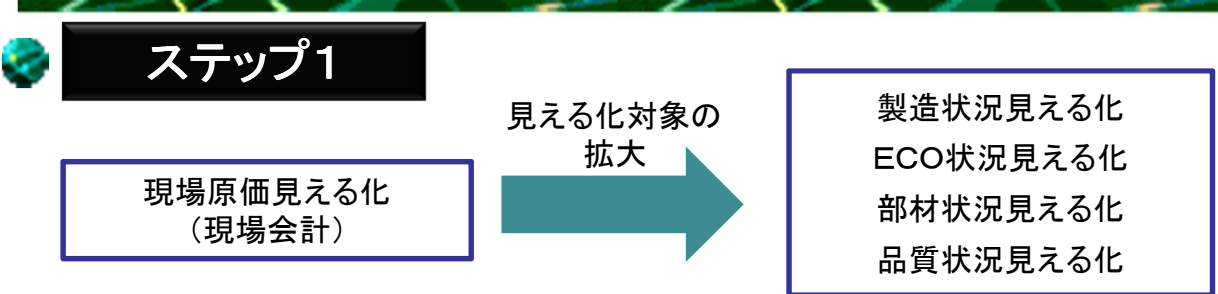 ステップ1
見える化対象の
拡大
現場原価見える化
（現場会計）
製造状況見える化
ECO状況見える化
部材状況見える化
品質状況見える化